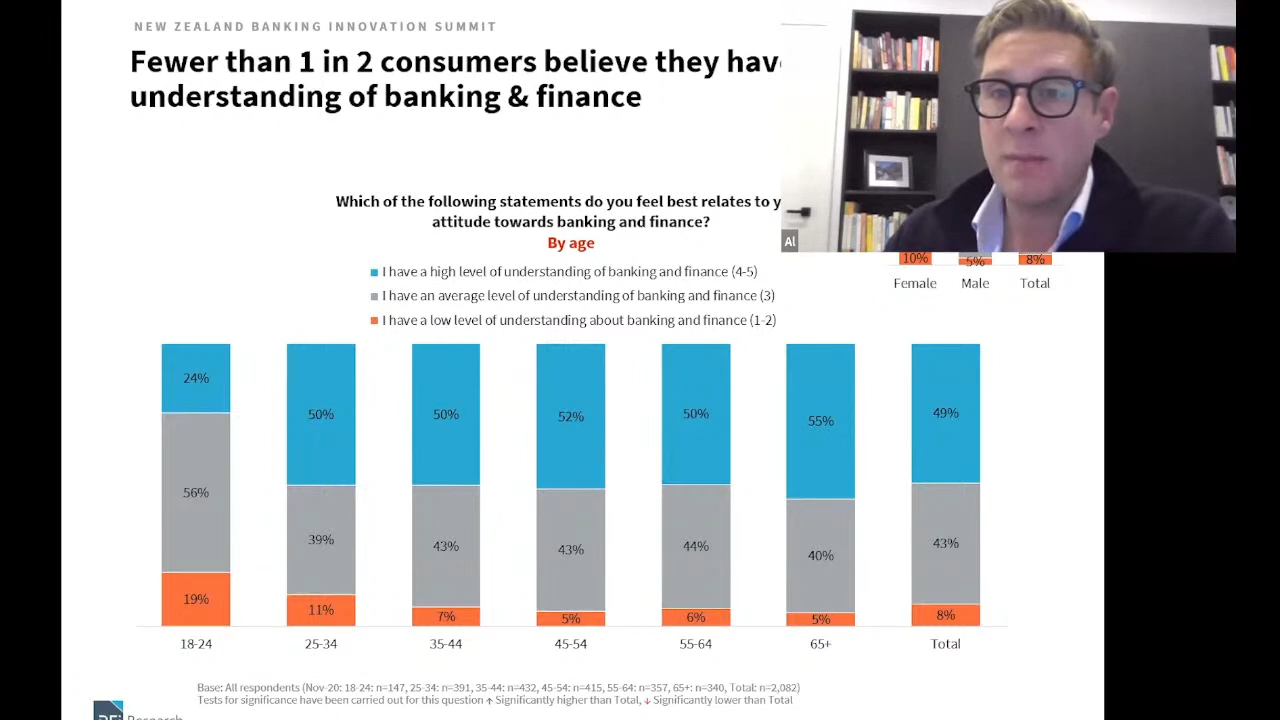 NEW ZEALAND BANKING INNOVATION SUMMIT
Fewer than 1 in 2 consumers believe they
understanding of banking & finance
Which of the following statements do you feel best relates to
attitude towards banking and finance?
By age
I have a high level of understanding of banking and finance (4-5)
I have an average level of understanding of banking and finance (3)
I have a low level of understanding about banking and finance (1-2)
Al
10% 5% 8%
Female Male Total
24% 50% 50% 52% 50% 55% 49%
56% 39% 43% 43% 44% 40% 43%
19% 11% 7% 5% 6% 5% 8%
18-24 25-34 35-44 45-54 55-64 65+ Total
Base: All respondents (Nov-20: 18-24: n=147, 25-34: n=391, 35-44: n=432, 45-54: n=415, 55-64: n=357, 65+: n=340, Total: n=2,082)
Tests for significance have been carried out for this question ↑ Significantly higher than Total, ↓ Significantly lower than Total
Research